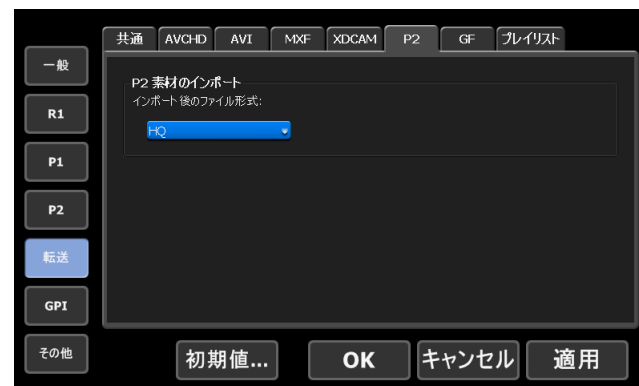 共通 AVCHD AVI MXF XDCAM P2 GF プレイリスト
一般
R1
P1
P2
転送
GPI
その他
P2 素材のインポート
インポート後のファイル形式:
HQ
初期値... OK キャンセル 適用